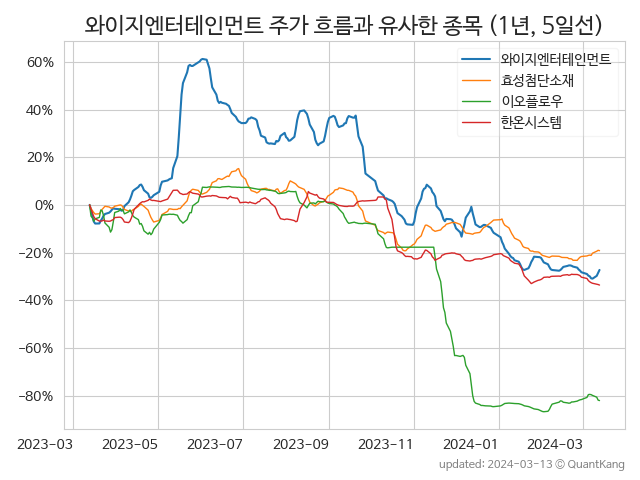 와이지엔터테인먼트 주가 흐름과 유사한 종목 (1년, 5일선)
와이지엔터테인먼트
효성첨단소재
이오플로우
한온시스템
60%
40%
20%
0%
−20%
−40%
−60%
−80%
2023-03 2023-05 2023-07 2023-09 2023-11 2024-01 2024-03
updated: 2024-03-13 © QuantKang